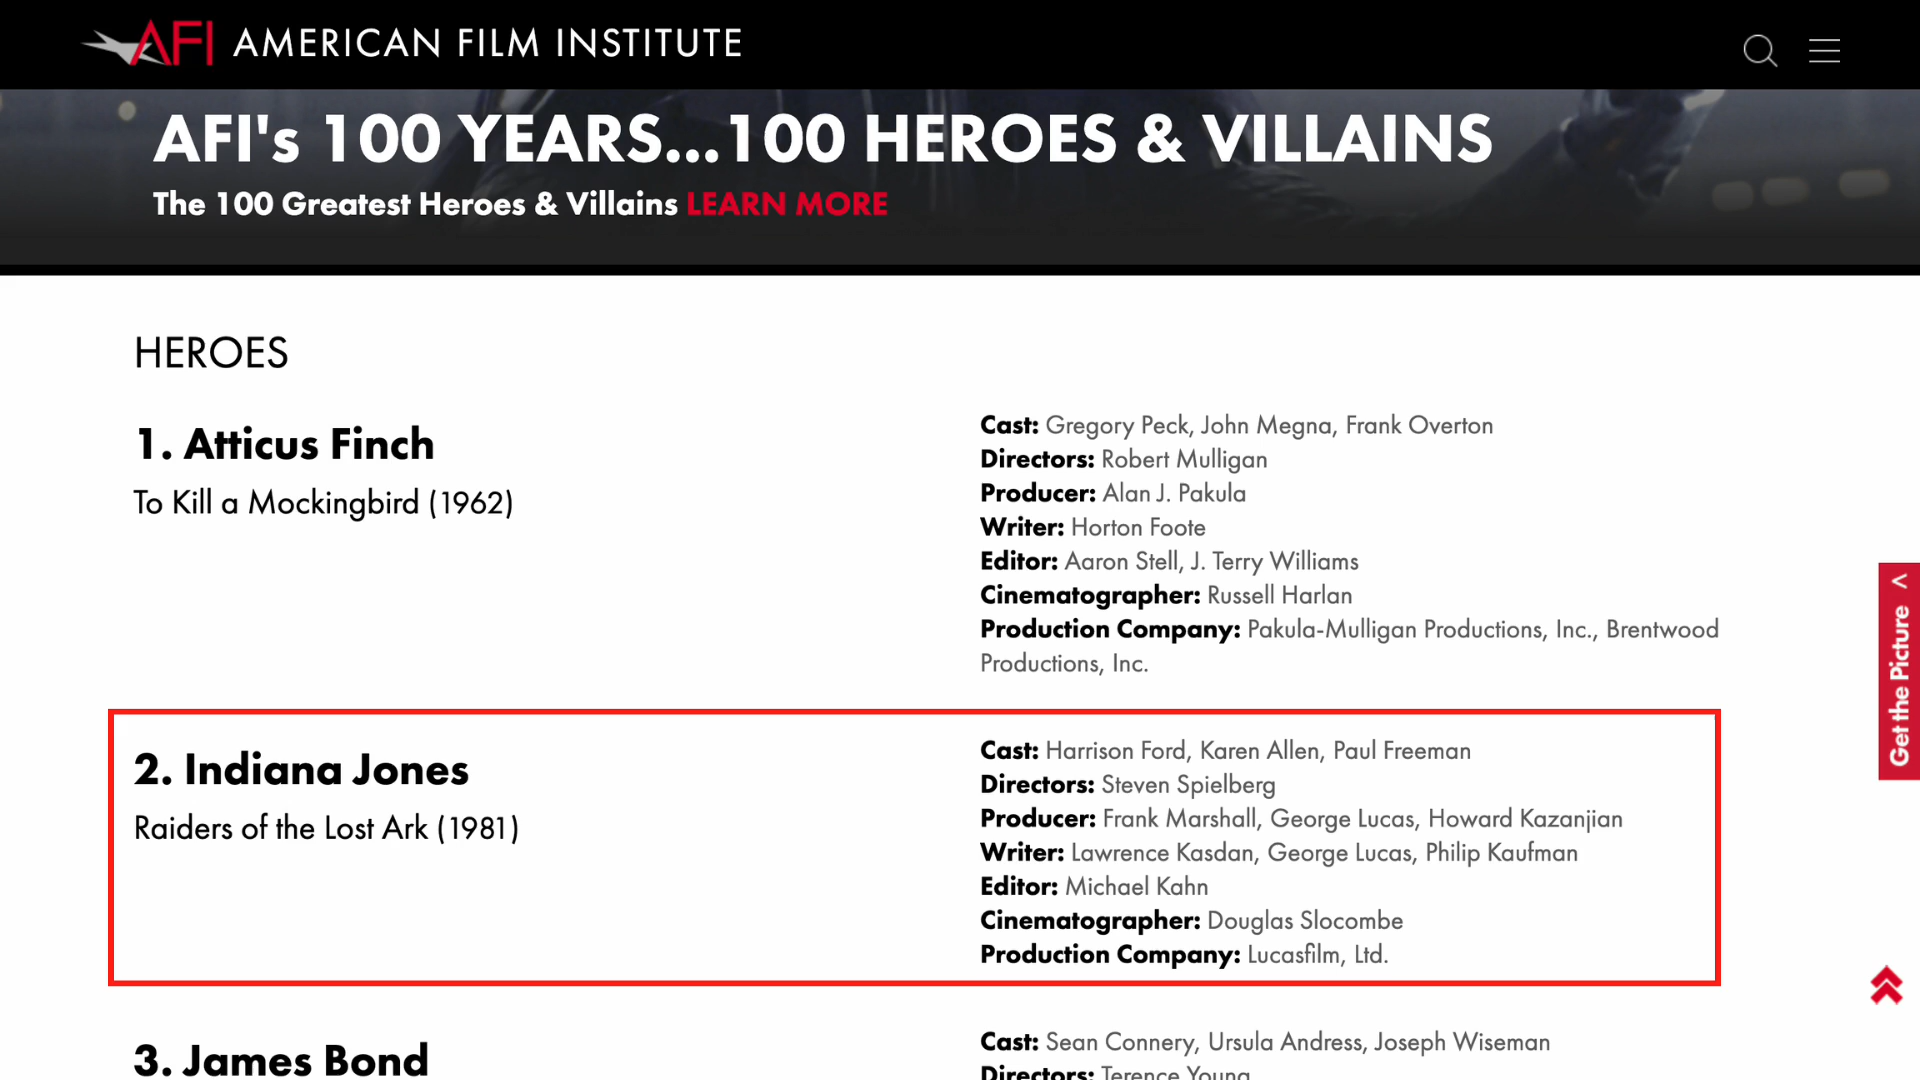 AFI AMERICAN FILM INSTITUTE
AFI's 100 YEARS...100 HEROES & VILLAINS
The 100 Greatest Heroes & Villains LEARN MORE
HEROES
1. Atticus Finch
To Kill a Mockingbird (1962)
Cast: Gregory Peck, John Megna, Frank Overton
Directors: Robert Mulligan
Producer: Alan J. Pakula
Writer: Horton Foote
Editor: Aaron Stell, J. Terry Williams
Cinematographer: Russell Harlan
Production Company: Pakula-Mulligan Productions, Inc., Brentwood
Productions, Inc.
2. Indiana Jones
Raiders of the Lost Ark (1981)
Cast: Harrison Ford, Karen Allen, Paul Freeman
Directors: Steven Spielberg
Producer: Frank Marshall, George Lucas, Howard Kazanjian
Writer: Lawrence Kasdan, George Lucas, Philip Kaufman
Editor: Michael Kahn
Cinematographer: Douglas Slocombe
Production Company: Lucasfilm, Ltd.
3. James Bond
Cast: Sean Connery, Ursula Andress, Joseph Wiseman
Directors: Terence Young
Get the Picture <